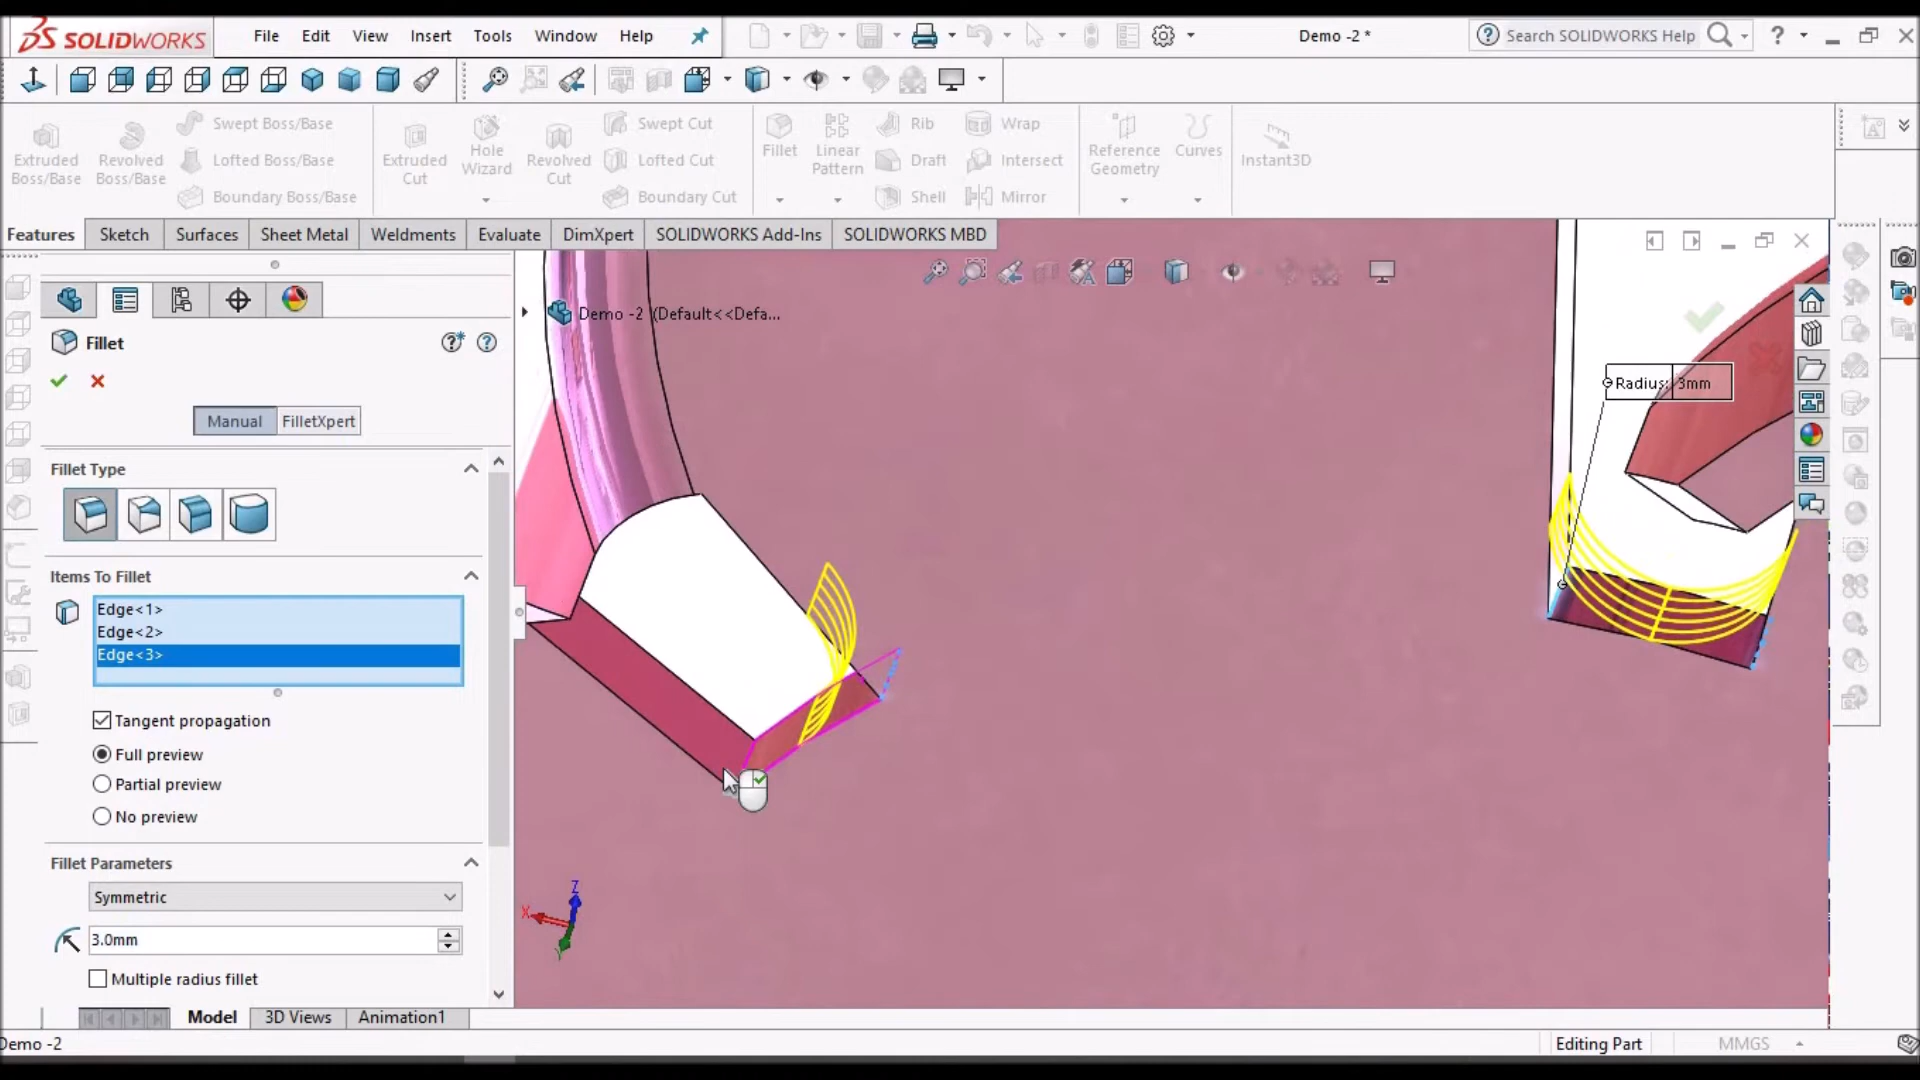 SOLIDWORKS
File Edit View Insert Tools Window Help
Demo -2 *
Search SOLIDWORKS Help
Extruded Boss/Base
Revolved Boss/Base
Swept Boss/Base
Lofted Boss/Base
Boundary Boss/Base
Extruded Cut
Hole Wizard
Revolved Cut
Swept Cut
Lofted Cut
Boundary Cut
Fillet
Linear Pattern
Rib
Draft
Shell
Wrap
Intersect
Mirror
Reference Geometry
Curves
Instant3D
Features Sketch Surfaces Sheet Metal Weldments Evaluate DimXpert SOLIDWORKS Add-Ins SOLIDWORKS MBD
Demo -2 (Default<<Defa...
Fillet
Manual FilletXpert
Fillet Type
Items To Fillet
Edge<1>
Edge<2>
Edge<3>
Tangent propagation
Full preview
Partial preview
No preview
Fillet Parameters
Symmetric
3.0mm
Multiple radius fillet
Radius: 3mm
Z
X
Y
Model 3D Views Animation1
Demo -2
Editing Part
MMGS